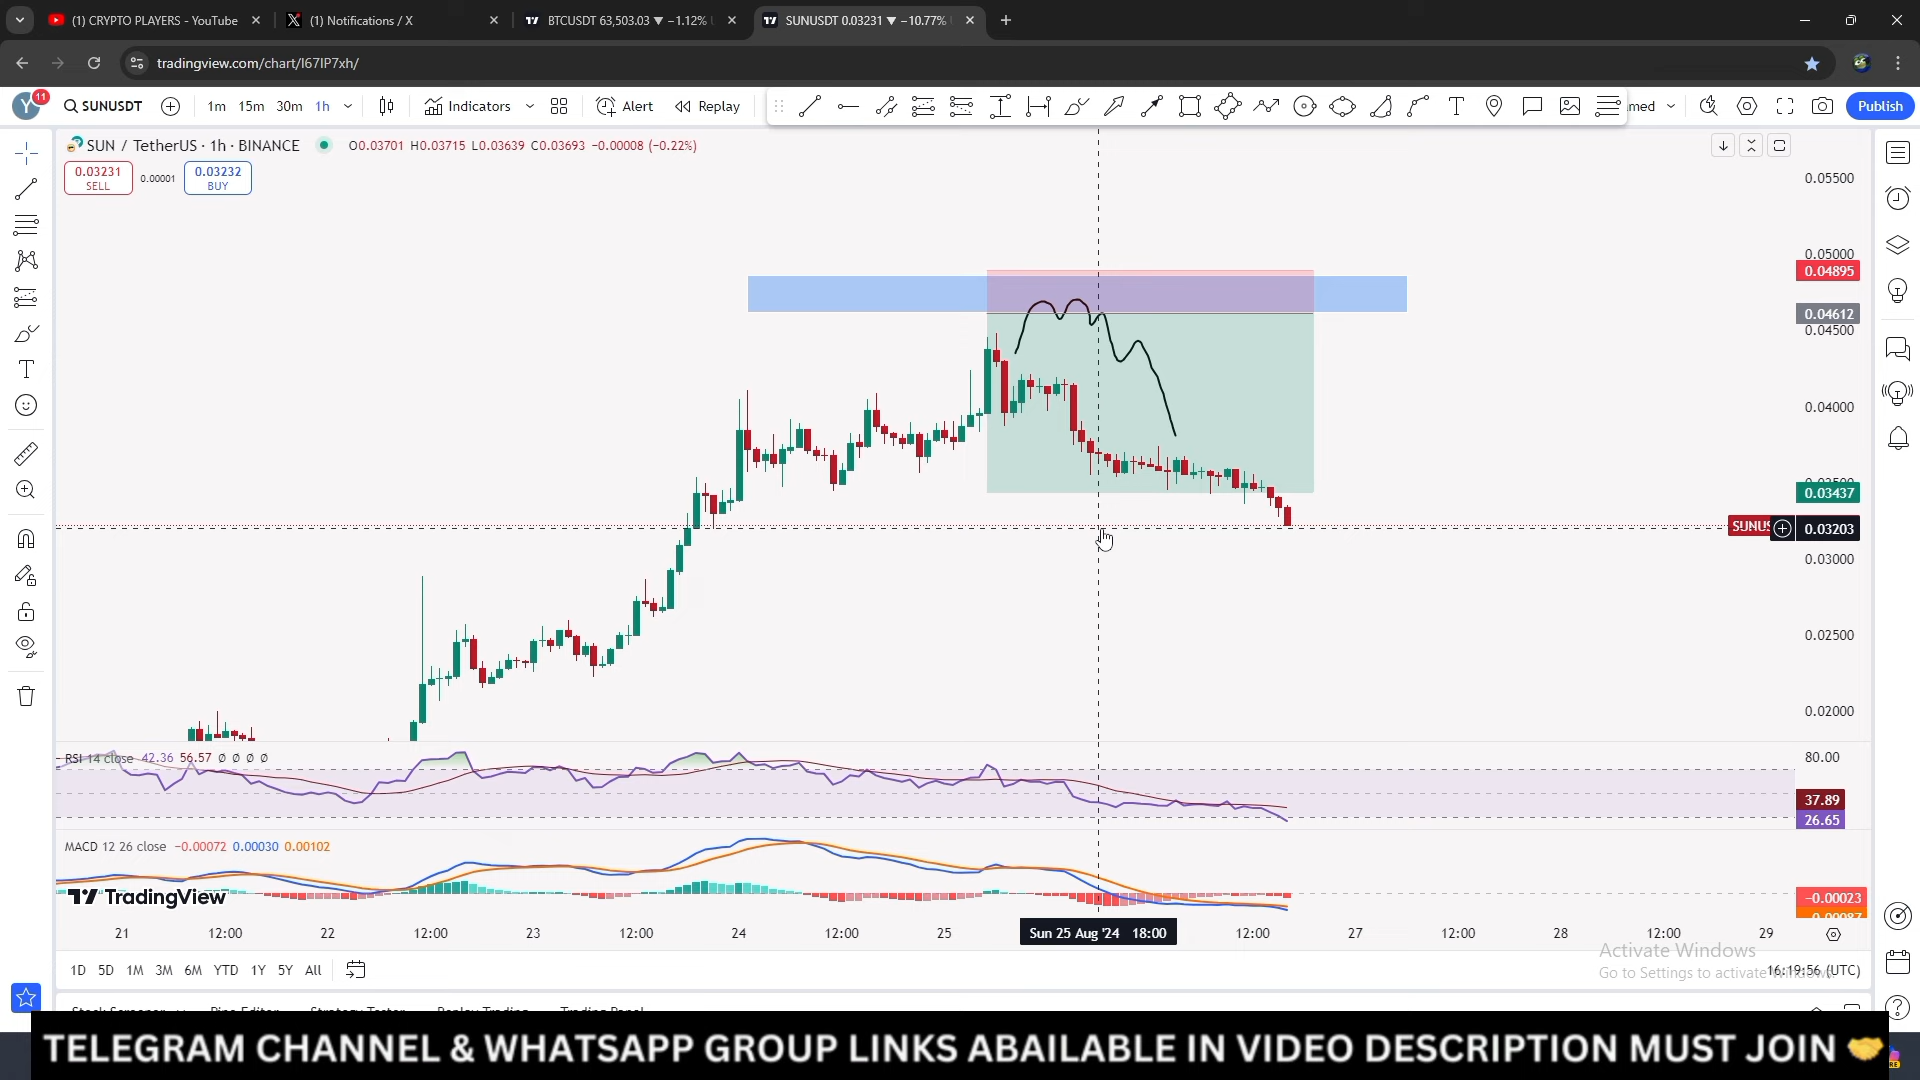 (1) CRYPTO PLAYERS - YouTube
(1) Notifications / X
BTCUSDT 63,503.03 ▼ −1.12%
SUNUSDT 0.03231 ▼ −10.77%
tradingview.com/chart/I67IP7xh/
Y 11 SUNUSDT 1m 15m 30m 1h Indicators Alert Replay med Publish
SUN / TetherUS · 1h · BINANCE O0.03701 H0.03715 L0.03639 C0.03693 −0.00008 (−0.22%)
0.03231 SELL
0.00001
0.03232 BUY
0.05500
0.05000
0.04895
0.04612
0.04500
0.04000
0.03437
SUNUS 0.03203
0.03000
0.02500
0.02000
RSI 14 close 42.36 56.57 Ø Ø Ø Ø
80.00
37.89
26.65
MACD 12 26 close −0.00072 0.00030 0.00102
−0.00023
TradingView
21 12:00 22 12:00 23 12:00 24 12:00 25 Sun 25 Aug '24 18:00 12:00 27 12:00 28 12:00 29
Activate Windows
Go to Settings to activate
1D 5D 1M 3M 6M YTD 1Y 5Y All
16:19:56 (UTC)
TELEGRAM CHANNEL & WHATSAPP GROUP LINKS ABAILABLE IN VIDEO DESCRIPTION MUST JOIN